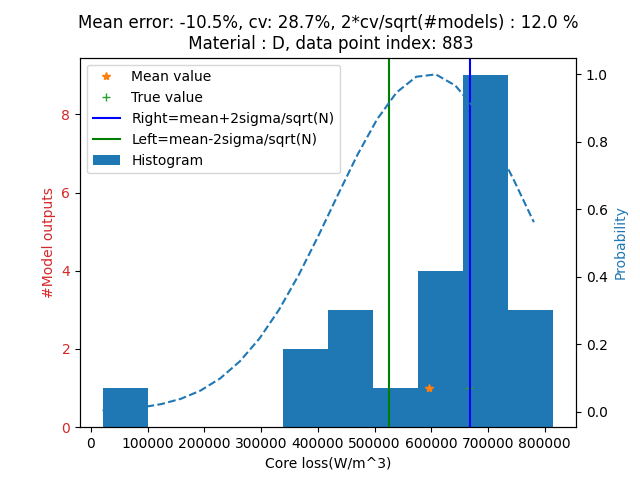 Mean error: -10.5%, cv: 28.7%, 2*cv/sqrt(#models) : 12.0 %
Material : D, data point index: 883
Mean value
True value
Right=mean+2sigma/sqrt(N)
Left=mean-2sigma/sqrt(N)
Histogram
#Model outputs
8
6
4
2
0
1.0
0.8
0.6
0.4
0.2
0.0
Probability
0 100000 200000 300000 400000 500000 600000 700000 800000
Core loss(W/m^3)